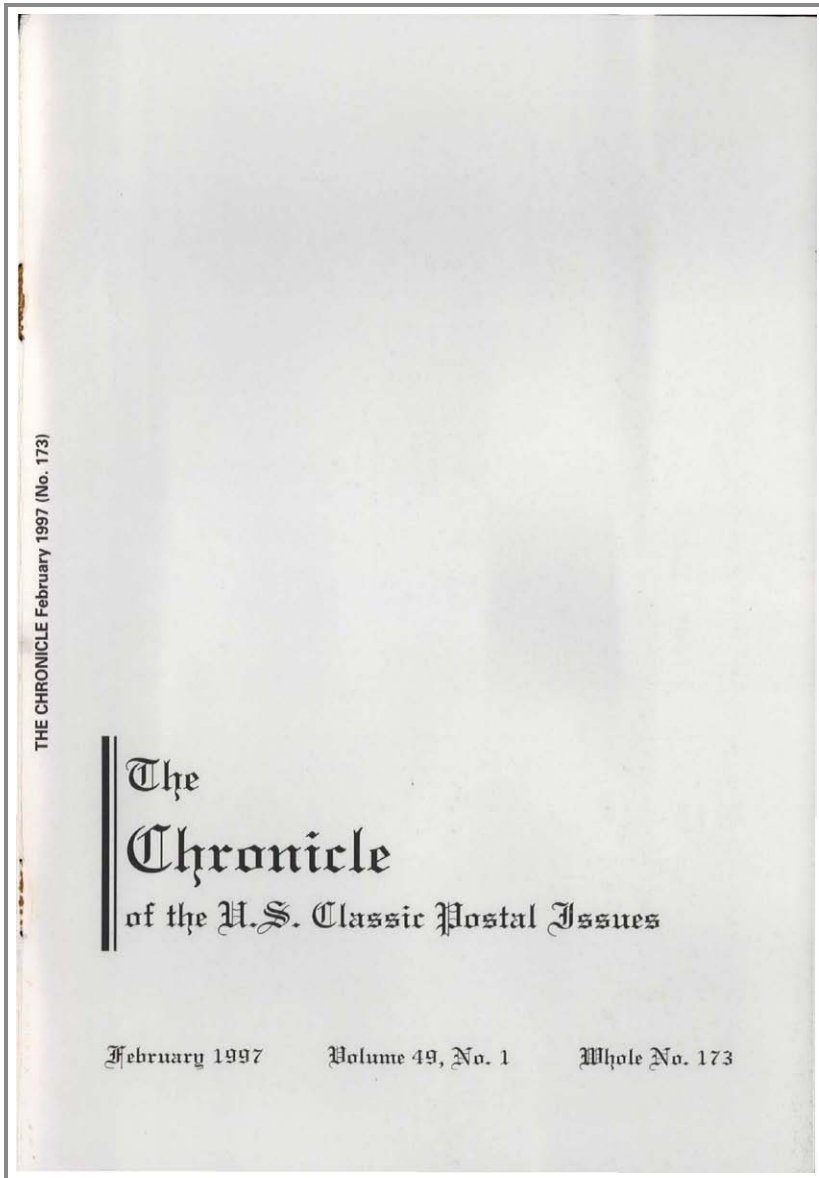 THE CHRONICLE February 1997 (No. 173)
The
Chronicle
of the U.S. Classic Postal Issues
February 1997 Volume 49, No. 1 Whole No. 173